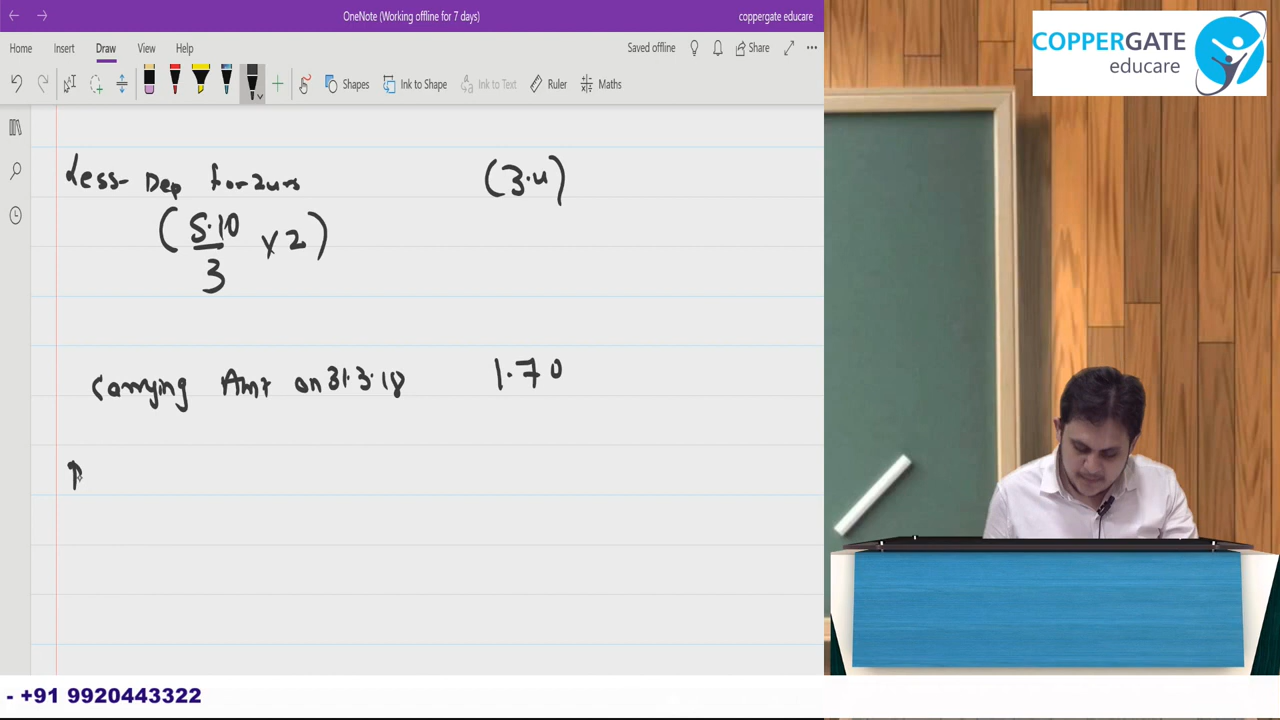 OneNote (Working offline for 7 days)
coppergate educare
Home Insert Draw View Help
Saved offline Share
Shapes Ink to Shape Ink to Text Ruler Maths
COPPERGATE
educare
Less- Dep for 2 yrs (3.4)
(5.10 x 2)
3
Carrying Amt on 31.3.18 1.70
- +91 9920443322